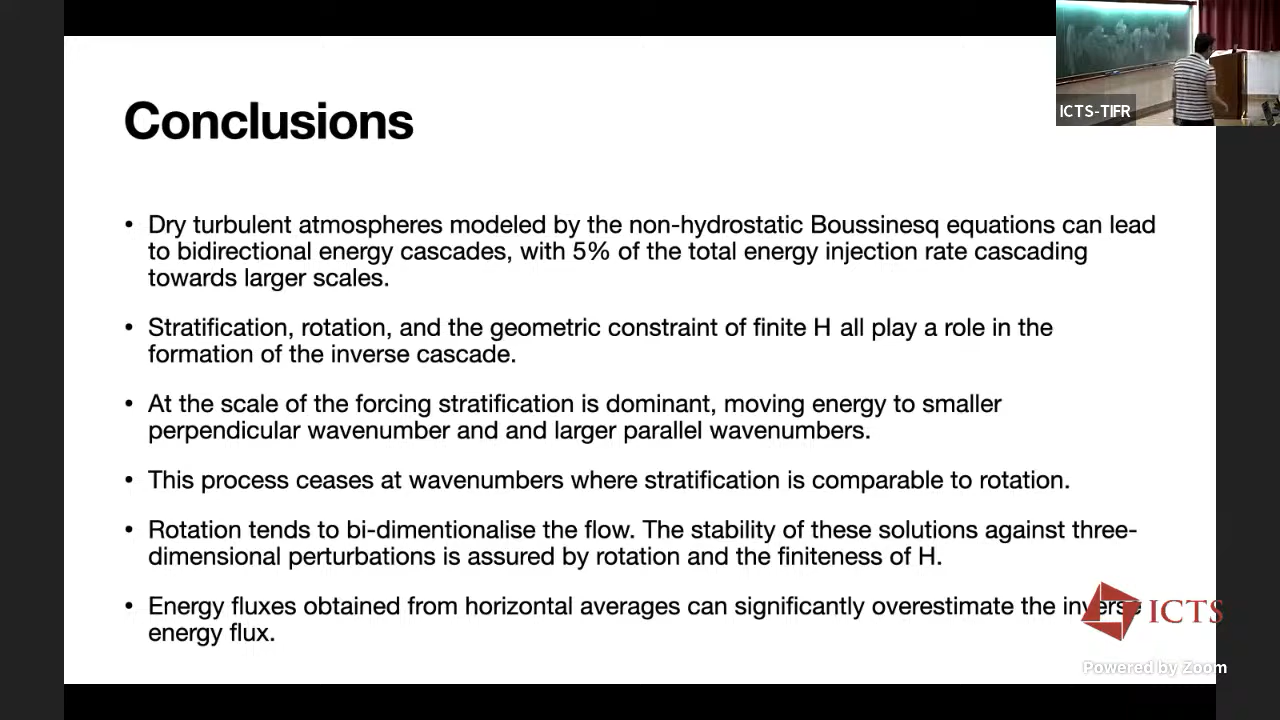 Conclusions
ICTS-TIFR
• Dry turbulent atmospheres modeled by the non-hydrostatic Boussinesq equations can lead
to bidirectional energy cascades, with 5% of the total energy injection rate cascading
towards larger scales.
• Stratification, rotation, and the geometric constraint of finite H all play a role in the
formation of the inverse cascade.
• At the scale of the forcing stratification is dominant, moving energy to smaller
perpendicular wavenumber and and larger parallel wavenumbers.
• This process ceases at wavenumbers where stratification is comparable to rotation.
• Rotation tends to bi-dimentionalise the flow. The stability of these solutions against three-
dimensional perturbations is assured by rotation and the finiteness of H.
• Energy fluxes obtained from horizontal averages can significantly overestimate the inverse
energy flux.
ICTS
Powered by Zoom